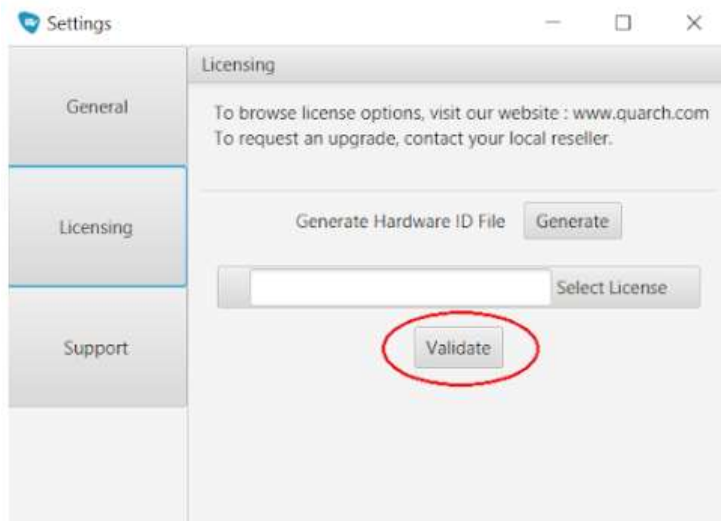 Settings
Licensing
General
To browse license options, visit our website : www.quarch.com
To request an upgrade, contact your local reseller.
Licensing
Generate Hardware ID File
Generate
Select License
Support
Validate